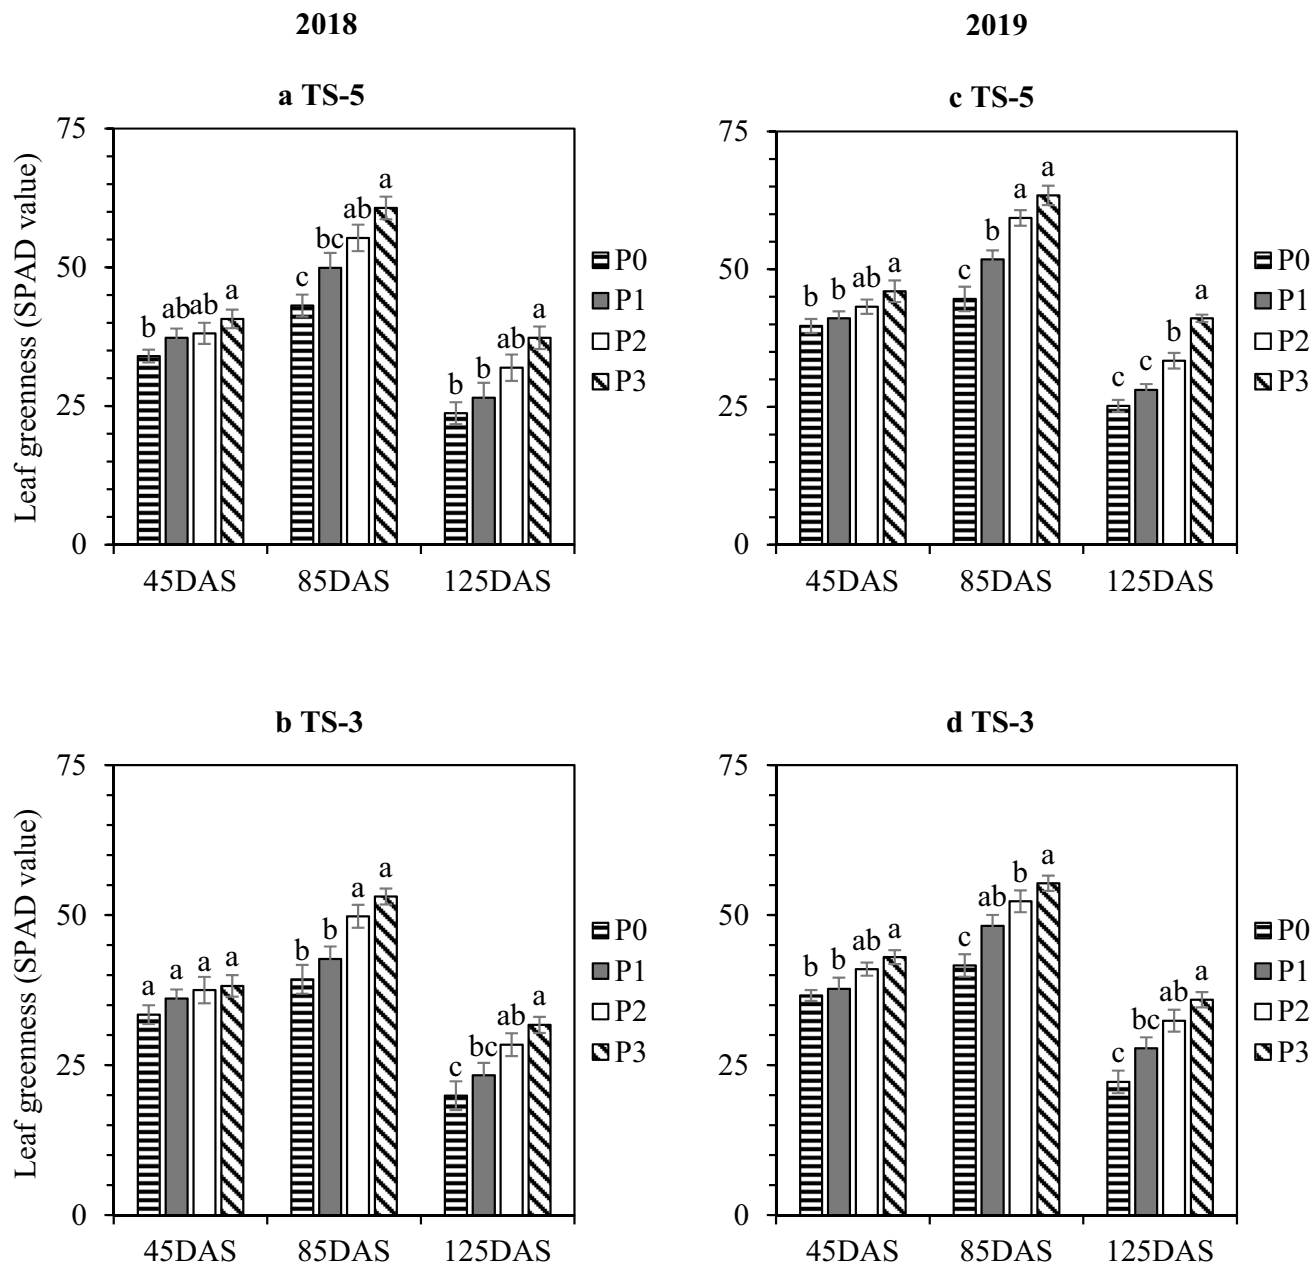 2018
2019
a TS-5
75
50
25
0
Leaf greenness (SPAD value)
b ab ab a
c bc ab a
b b ab a
45DAS 85DAS 125DAS
P0
P1
P2
P3
c TS-5
75
50
25
0
b b ab a
c b a a
c c b a
45DAS 85DAS 125DAS
P0
P1
P2
P3
b TS-3
75
50
25
0
Leaf greenness (SPAD value)
a a a a
b b a a
c bc ab a
45DAS 85DAS 125DAS
P0
P1
P2
P3
d TS-3
75
50
25
0
b b ab a
c ab b a
c bc ab a
45DAS 85DAS 125DAS
P0
P1
P2
P3